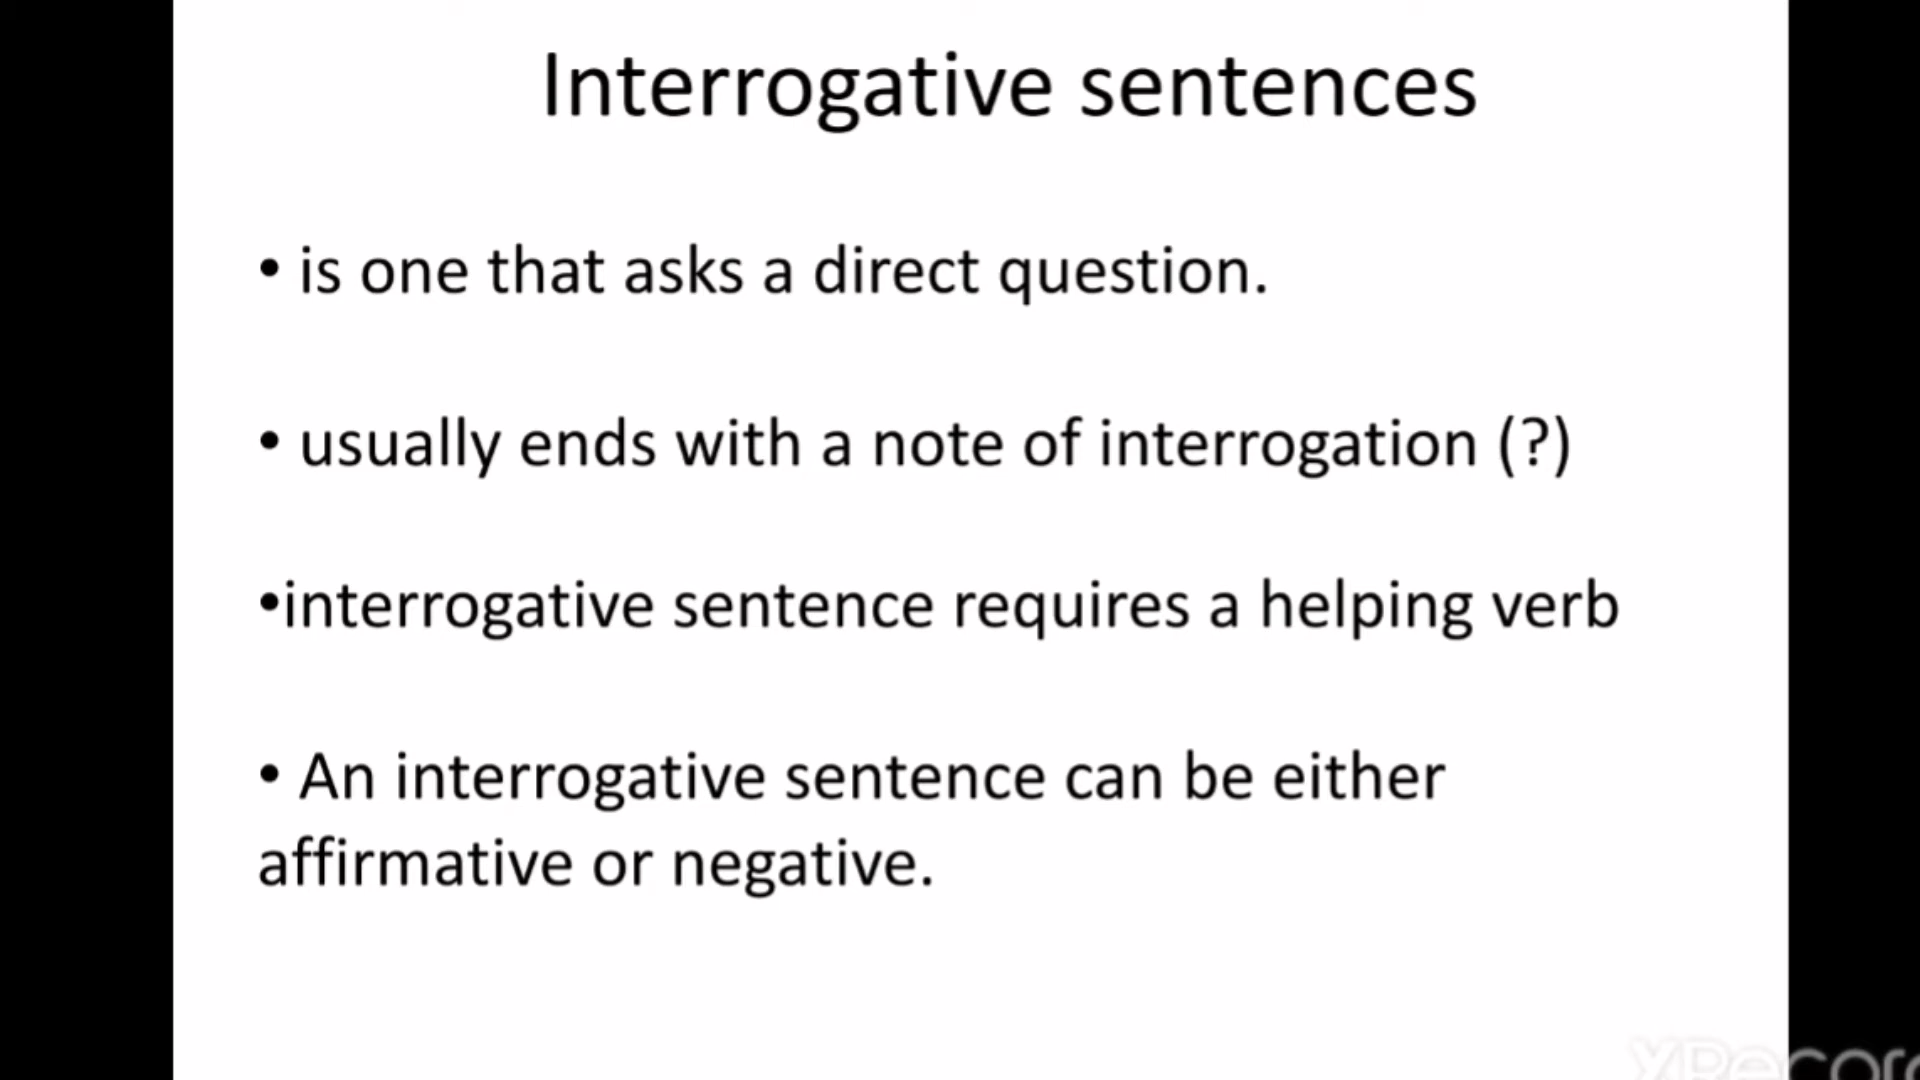 Interrogative sentences
• is one that asks a direct question.
• usually ends with a note of interrogation (?)
•interrogative sentence requires a helping verb
• An interrogative sentence can be either
affirmative or negative.